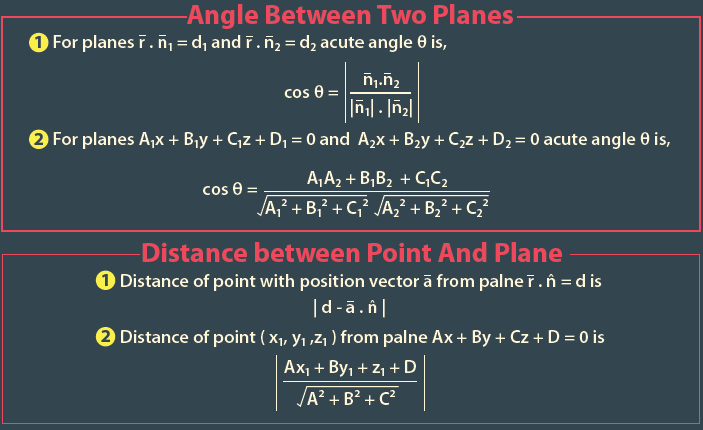 Angle Between Two Planes
1 For planes r̄ . n̄₁ = d₁ and r̄ . n̄₂ = d₂ acute angle θ is,
cos θ = | n̄₁.n̄₂ / |n̄₁| . |n̄₂| |
2 For planes A₁x + B₁y + C₁z + D₁ = 0 and A₂x + B₂y + C₂z + D₂ = 0 acute angle θ is,
cos θ = A₁A₂ + B₁B₂ + C₁C₂ / √A₁² + B₁² + C₁² √A₂² + B₂² + C₂²
Distance between Point And Plane
1 Distance of point with position vector ā from palne r̄ . n̂ = d is
| d - ā . n̂ |
2 Distance of point ( x₁, y₁ ,z₁ ) from palne Ax + By + Cz + D = 0 is
| Ax₁ + By₁ + z₁ + D / √A² + B² + C² |